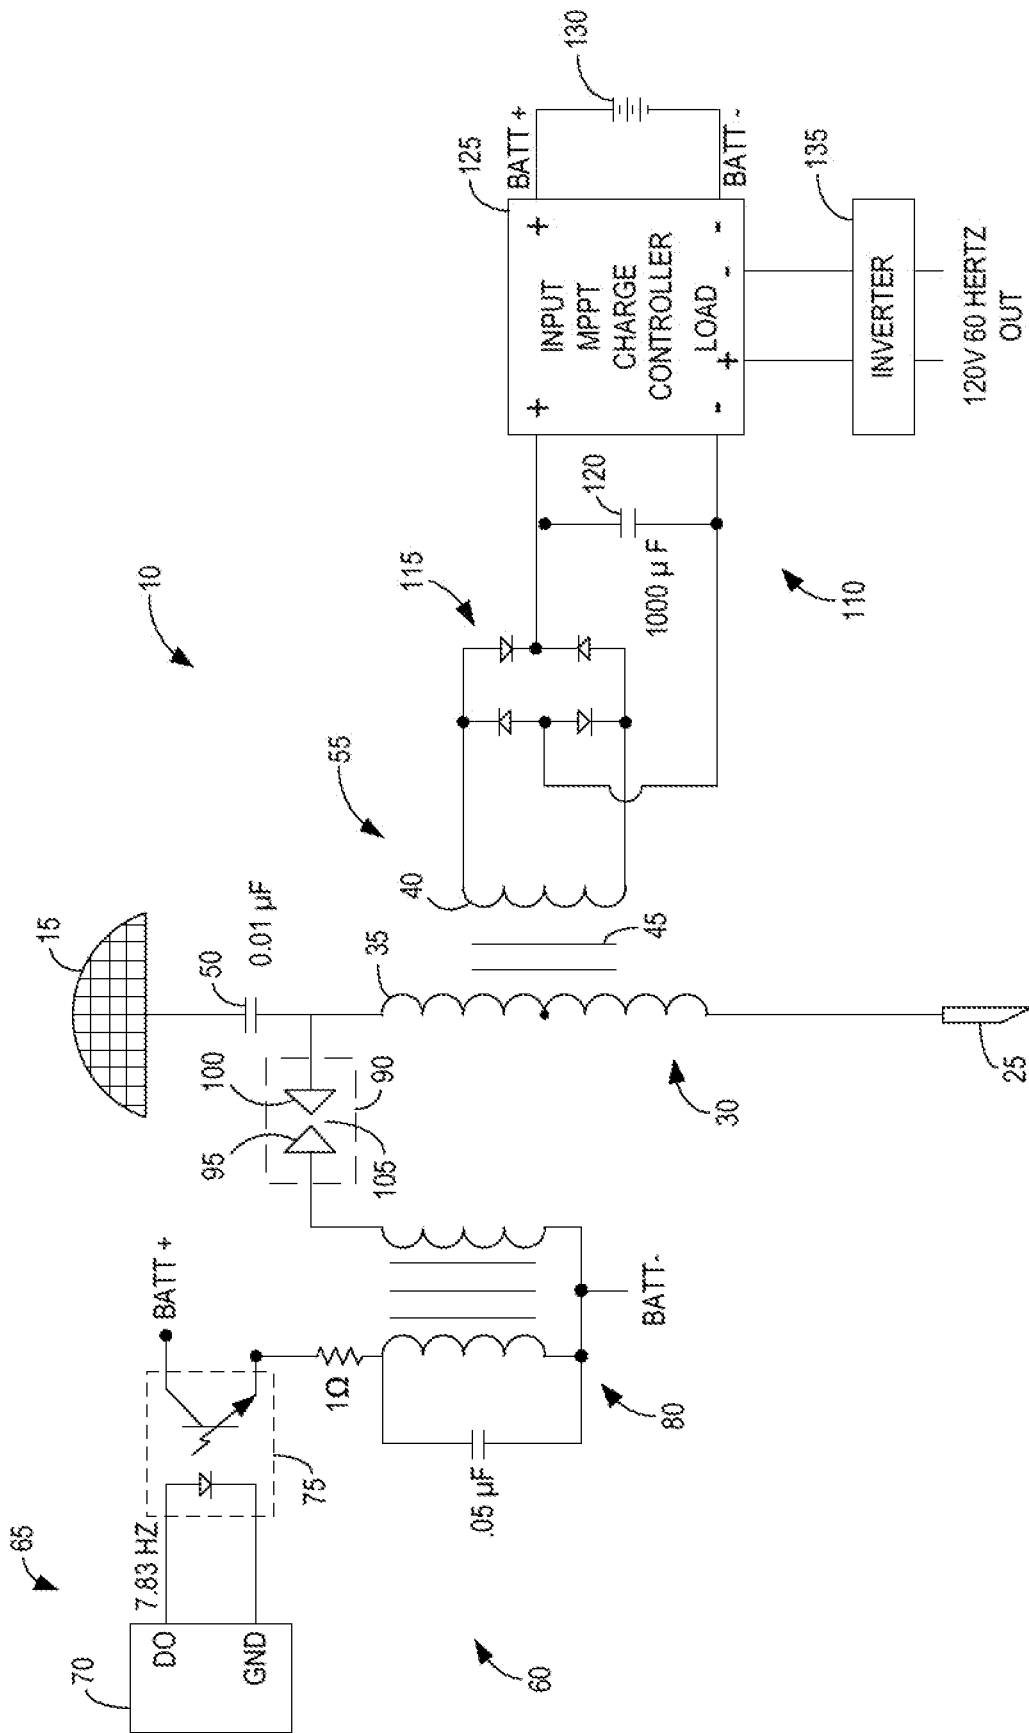 65
70
DO
GND
7.83 HZ
75
BATT +
60
1Ω
.05 µF
80
BATT-
95
100
90
105
15
50
0.01 µF
35
30
25
10
55
40
45
115
120
1000 µ F
110
125
BATT +
BATT -
130
+
+
INPUT
MPPT
CHARGE
CONTROLLER
LOAD
-
+
-
-
135
INVERTER
120V 60 HERTZ
OUT